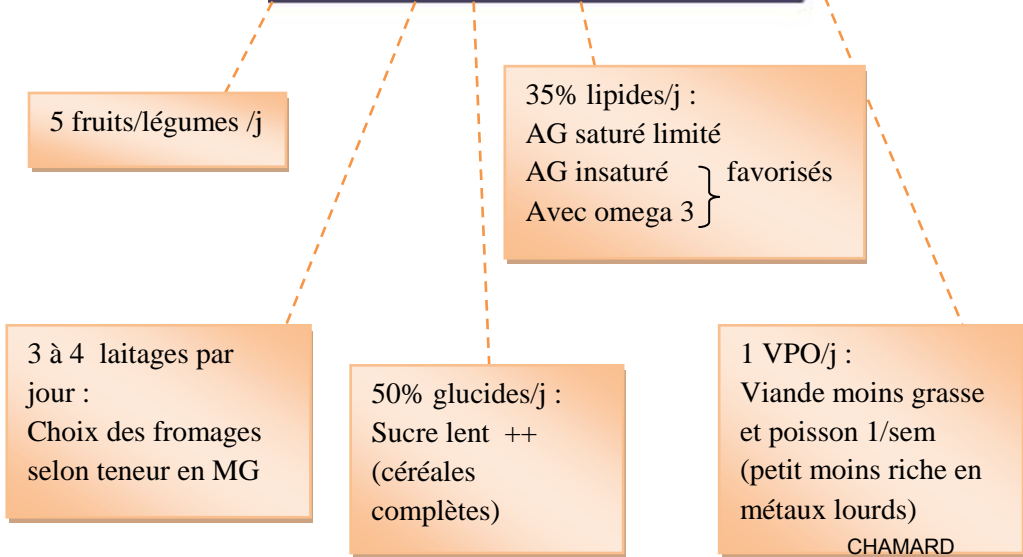 5 fruits/légumes /j
35% lipides/j :
AG saturé limité
AG insaturé favorisés
Avec omega 3
3 à 4 laitages par
jour :
Choix des fromages
selon teneur en MG
50% glucides/j :
Sucre lent ++
(céréales
complètes)
1 VPO/j :
Viande moins grasse
et poisson 1/sem
(petit moins riche en
métaux lourds)
CHAMARD